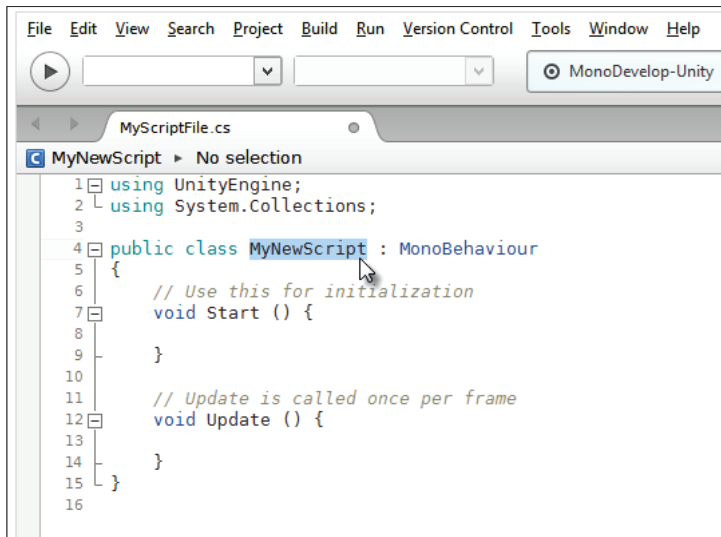 File Edit View Search Project Build Run Version Control Tools Window Help
MonoDevelop-Unity
MyScriptFile.cs
C MyNewScript ▸ No selection
1 using UnityEngine;
2 using System.Collections;
3
4 public class MyNewScript : MonoBehaviour
5 {
6 // Use this for initialization
7 void Start () {
8
9 }
10
11 // Update is called once per frame
12 void Update () {
13
14 }
15 }
16